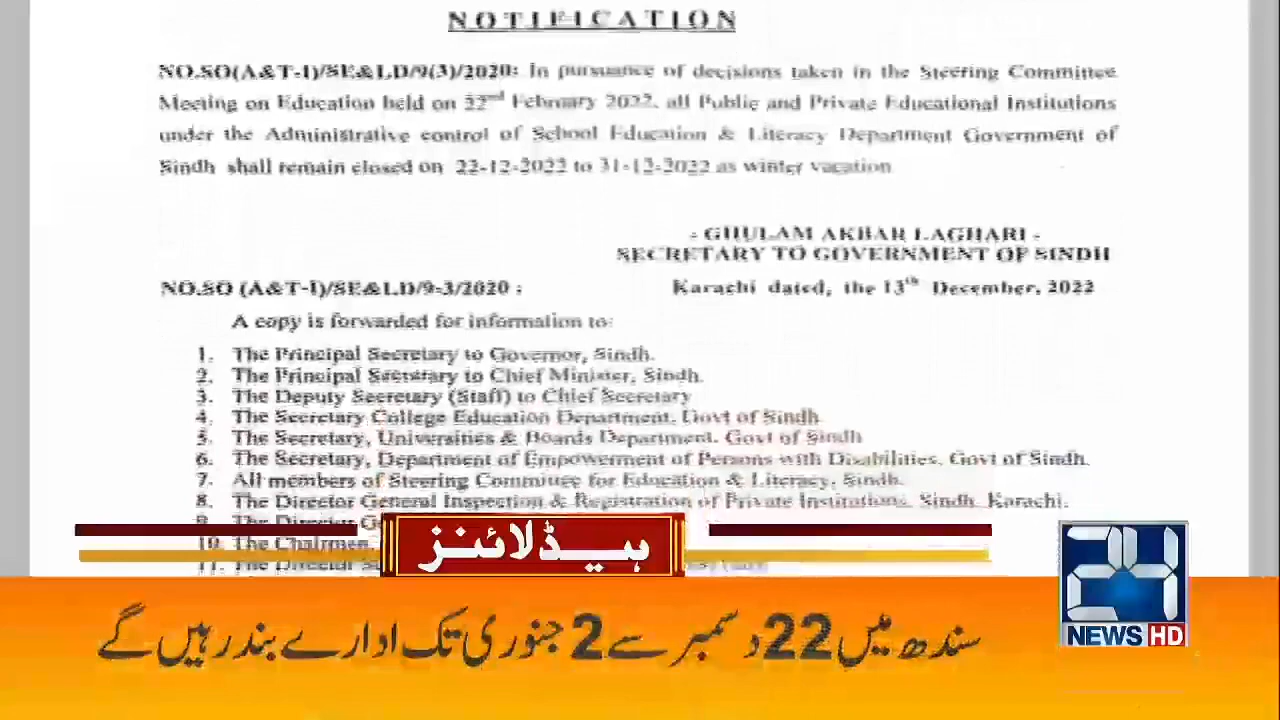 NOTIFICATION
NO.SO(A&T-I)/SE&LD/9(3)/2020: In pursuance of decisions taken in the Steering Committee
Meeting on Education held on 22nd February 2022, all Public and Private Educational Institutions
under the Administrative control of School Education & Literacy Department Government of
Sindh shall remain closed on 22-12-2022 to 31-12-2022 as winter vacation
- GHULAM AKBAR LAGHARI -
SECRETARY TO GOVERNMENT OF SINDH
NO.SO (A&T-I)/SE&LD/9-3/2020 : Karachi dated, the 13th December, 2022
A copy is forwarded for information to:
1. The Principal Secretary to Governor, Sindh.
2. The Principal Secretary to Chief Minister, Sindh.
3. The Deputy Secretary (Staff) to Chief Secretary
4. The Secretary College Education Department, Govt of Sindh
5. The Secretary, Universities & Boards Department, Govt of Sindh
6. The Secretary, Department of Empowerment of Persons with Disabilities, Govt of Sindh.
7. All members of Steering Committee for Education & Literacy, Sindh.
8. The Director General Inspection & Registration of Private Institutions, Sindh, Karachi.
9. The Director
10. The Chairmen,
11. The Director
ہیڈلائنز
24
NEWS HD
سندھ میں 22 دسمبر سے 2 جنوری تک ادارے بند رہیں گے